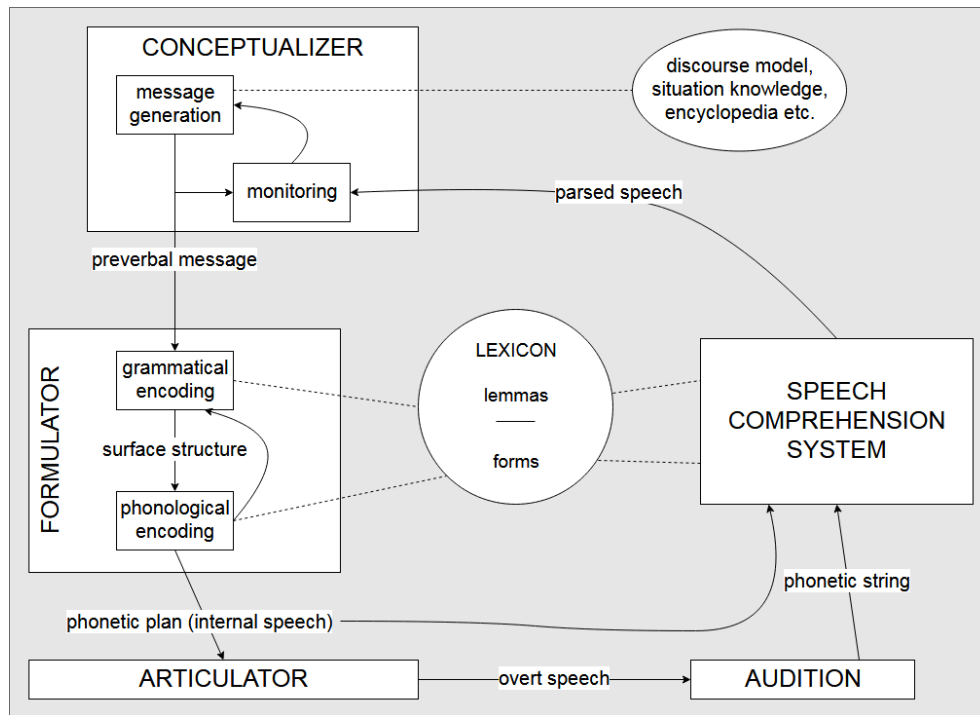 CONCEPTUALIZER
message
generation
monitoring
discourse model,
situation knowledge,
encyclopedia etc.
parsed speech
preverbal message
FORMULATOR
grammatical
encoding
surface structure
phonological
encoding
LEXICON
lemmas
forms
SPEECH
COMPREHENSION
SYSTEM
phonetic string
phonetic plan (internal speech)
ARTICULATOR
overt speech
AUDITION